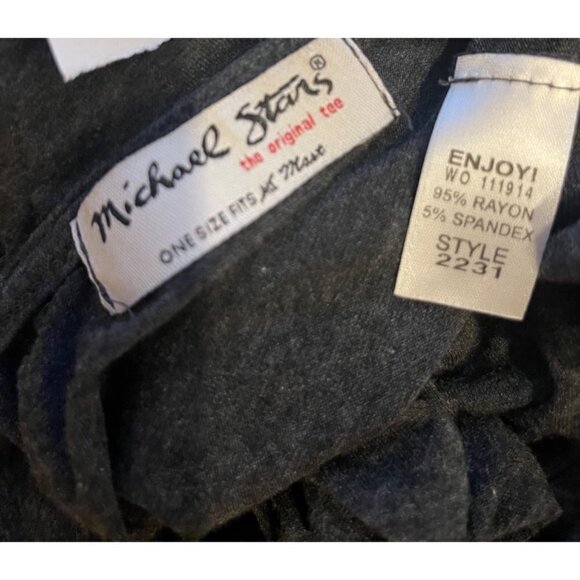 Michael Stars®
the original tee
ONE SIZE FITS Most
ENJOY!
WO 111914
95% RAYON
5% SPANDEX
STYLE
2231